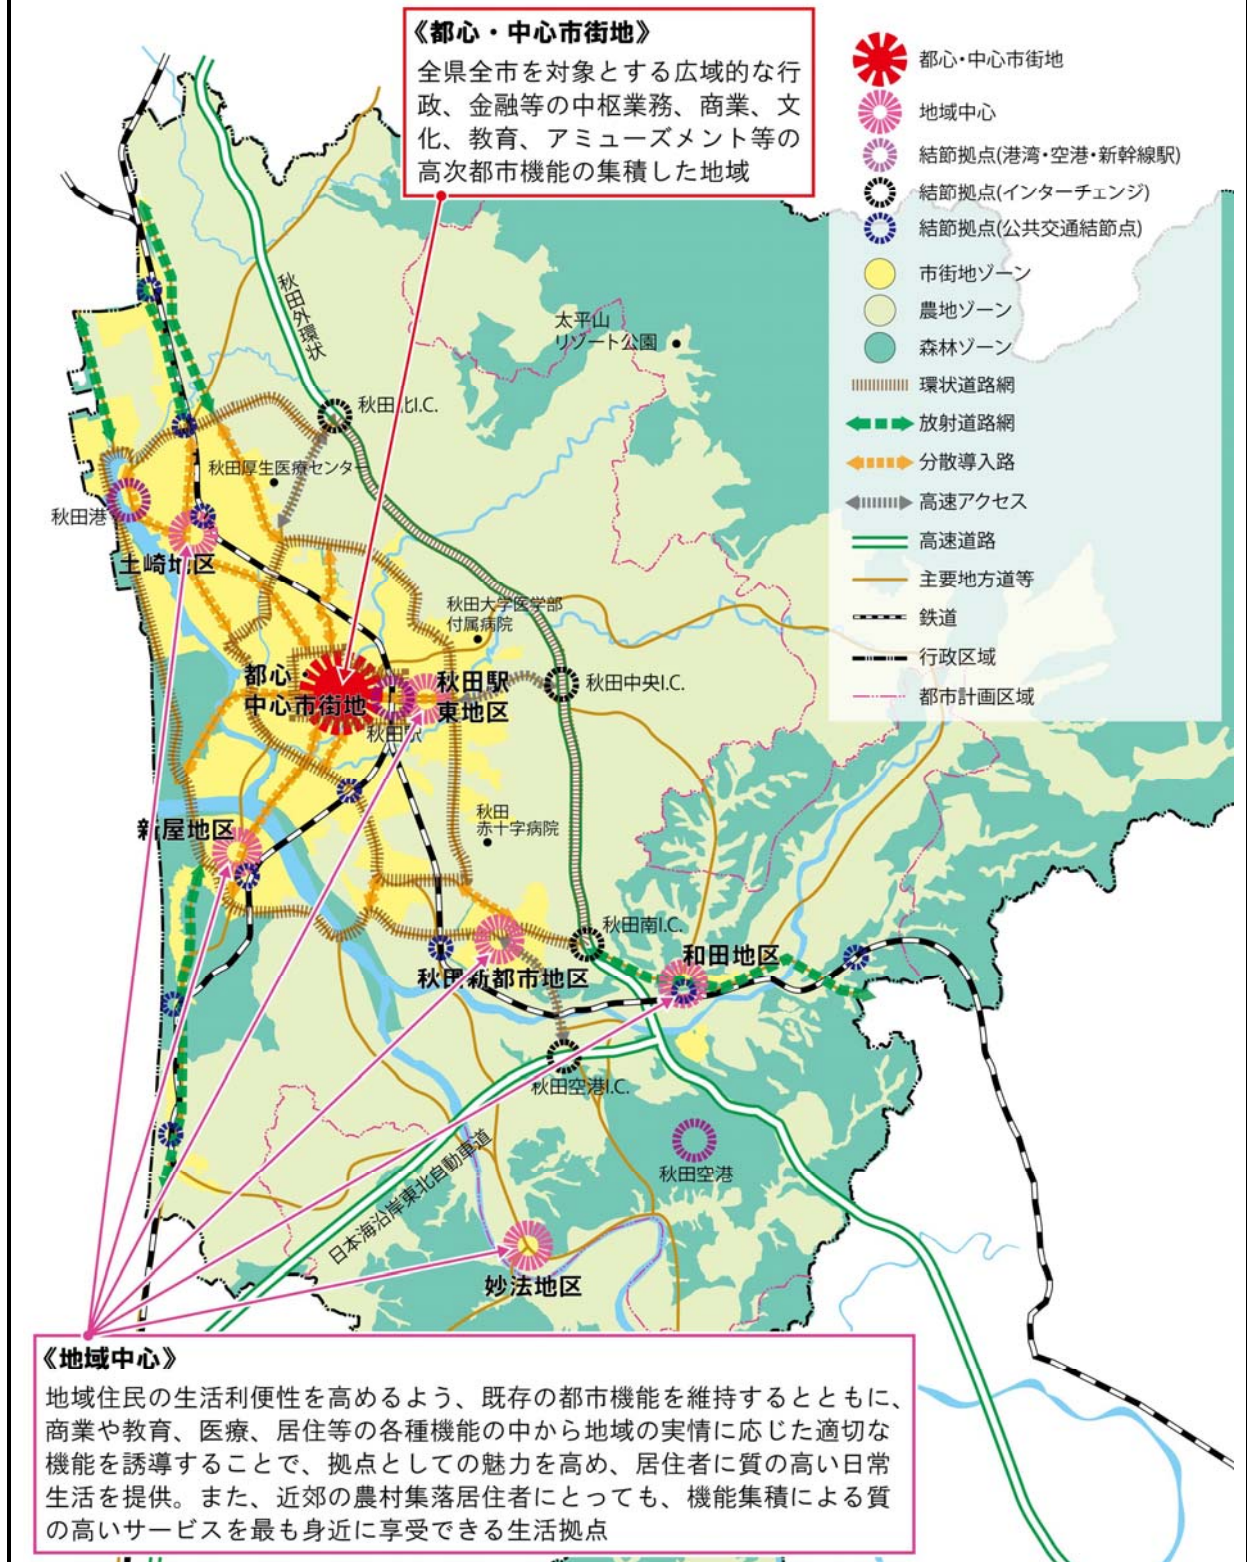 《都心・中心市街地》
全県全市を対象とする広域的な行
政、金融等の中枢業務、商業、文
化、教育、アミューズメント等の
高次都市機能の集積した地域
都心・中心市街地
地域中心
結節拠点(港湾・空港・新幹線駅)
結節拠点(インターチェンジ)
結節拠点(公共交通結節点)
市街地ゾーン
農地ゾーン
森林ゾーン
環状道路網
放射道路網
分散導入路
高速アクセス
高速道路
主要地方道等
鉄道
行政区域
都市計画区域
秋田外環状
太平山
リゾート公園
秋田北I.C.
秋田厚生医療センター
秋田港
土崎地区
秋田大学医学部
付属病院
都心・
中心市街地
秋田駅
秋田駅
東地区
秋田中央I.C.
秋田
赤十字病院
新屋地区
秋田南I.C.
和田地区
秋田新都市地区
秋田空港I.C.
秋田空港
日本海沿岸東北自動車道
妙法地区
《地域中心》
地域住民の生活利便性を高めるよう、既存の都市機能を維持するとともに、
商業や教育、医療、居住等の各種機能の中から地域の実情に応じた適切な
機能を誘導することで、拠点としての魅力を高め、居住者に質の高い日常
生活を提供。また、近郊の農村集落居住者にとっても、機能集積による質
の高いサービスを最も身近に享受できる生活拠点